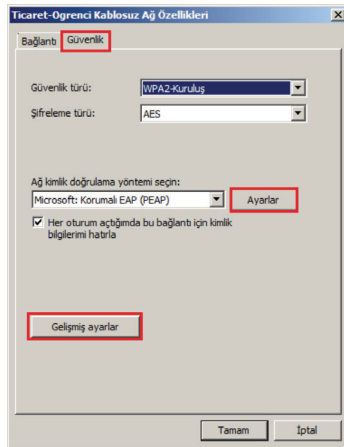 Ticaret-Ogrenci Kablosuz Ağ Özellikleri
Bağlantı Güvenlik
Güvenlik türü: WPA2-Kuruluş
Şifreleme türü: AES
Ağ kimlik doğrulama yöntemi seçin:
Microsoft: Korumalı EAP (PEAP) Ayarlar
Her oturum açtığımda bu bağlantı için kimlik
bilgilerimi hatırla
Gelişmiş ayarlar
Tamam İptal